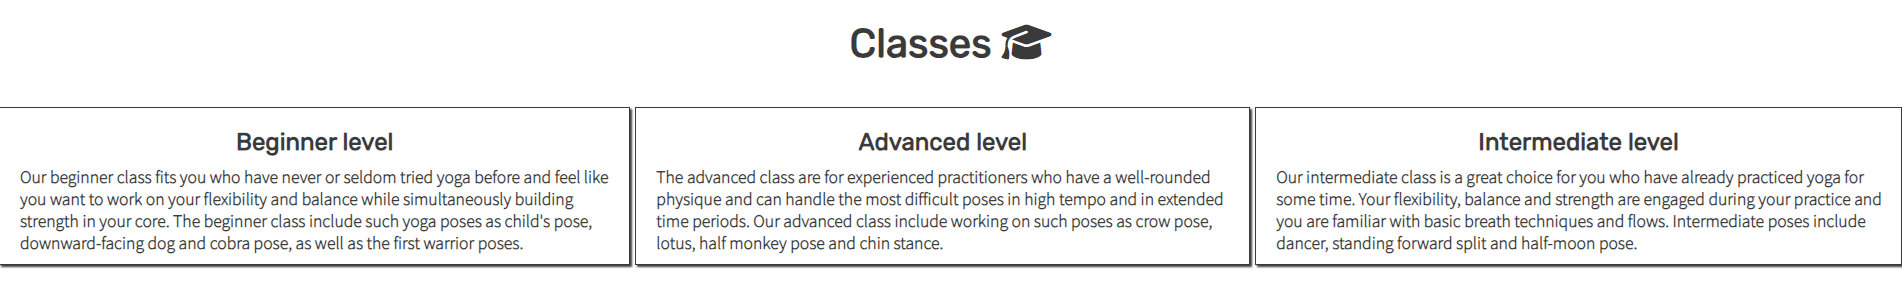 Classes
Beginner level
Our beginner class fits you who have never or seldom tried yoga before and feel like
you want to work on your flexibility and balance while simultaneously building
strength in your core. The beginner class include such yoga poses as child's pose,
downward-facing dog and cobra pose, as well as the first warrior poses.
Advanced level
The advanced class are for experienced practitioners who have a well-rounded
physique and can handle the most difficult poses in high tempo and in extended
time periods. Our advanced class include working on such poses as crow pose,
lotus, half monkey pose and chin stance.
Intermediate level
Our intermediate class is a great choice for you who have already practiced yoga for
some time. Your flexibility, balance and strength are engaged during your practice and
you are familiar with basic breath techniques and flows. Intermediate poses include
dancer, standing forward split and half-moon pose.